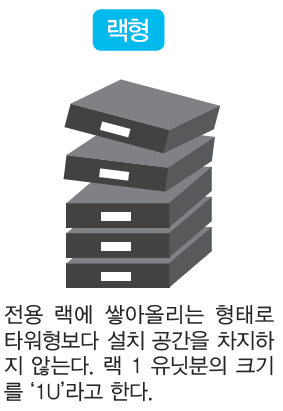 랙형
전용 랙에 쌓아올리는 형태로
타워형보다 설치 공간을 차지하
지 않는다. 랙 1 유닛분의 크기
를 ‘1U’라고 한다.